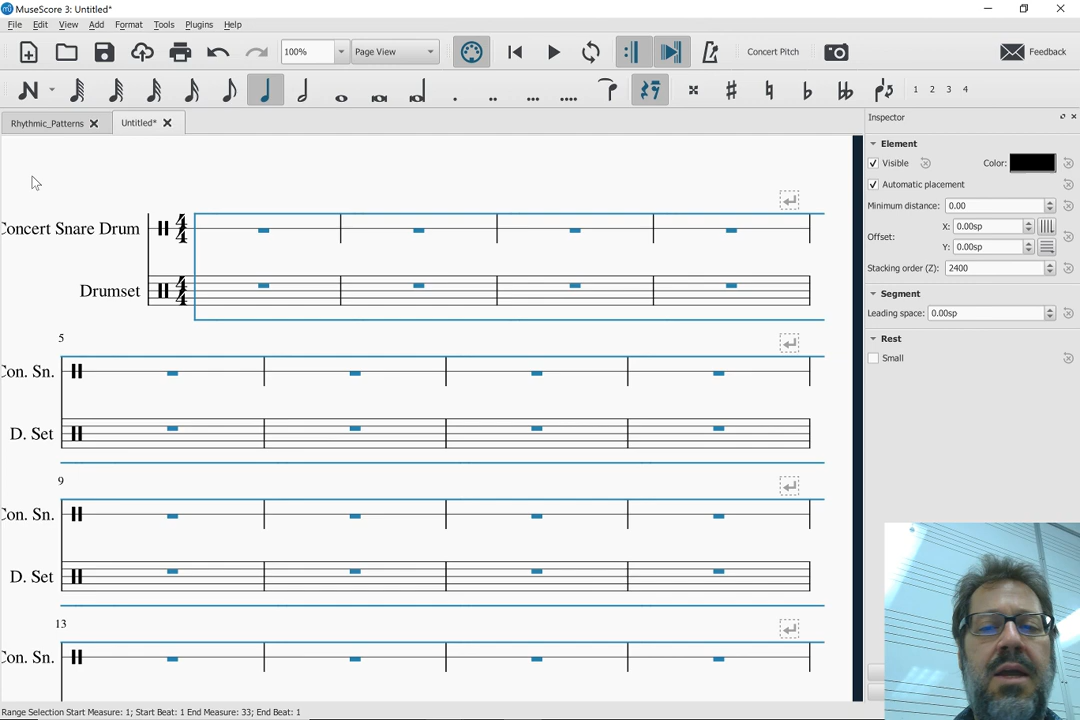 MuseScore 3: Untitled*
File Edit View Add Format Tools Plugins Help
100% Page View Concert Pitch Feedback
1 2 3 4
Rhythmic_Patterns Untitled*
Inspector
Element
Visible Color:
Automatic placement
Minimum distance: 0.00
Offset: X: 0.00sp
Y: 0.00sp
Stacking order (Z): 2400
Segment
Leading space: 0.00sp
Rest
Small
Concert Snare Drum 4 4
Drumset 4 4
5
Con. Sn.
D. Set
9
Con. Sn.
D. Set
13
Con. Sn.
Range Selection Start Measure: 1; Start Beat: 1 End Measure: 33; End Beat: 1